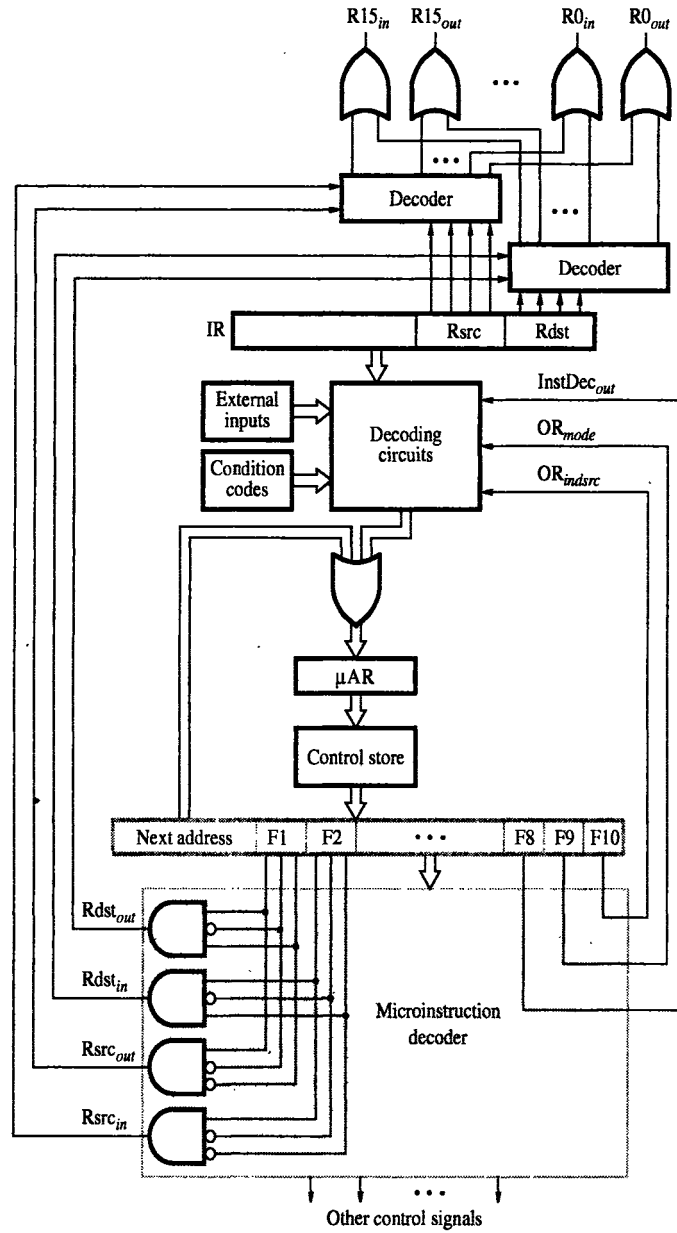 R15in R15out R0in R0out
...
...
Decoder
...
Decoder
IR Rsrc Rdst
InstDecout
External
inputs
Decoding
circuits
ORmode
Condition
codes
ORindsrc
μAR
Control store
Next address F1 F2 ... F8 F9 F10
Rdstout
Rdstin
Microinstruction
decoder
Rsrcout
Rsrcin
...
Other control signals